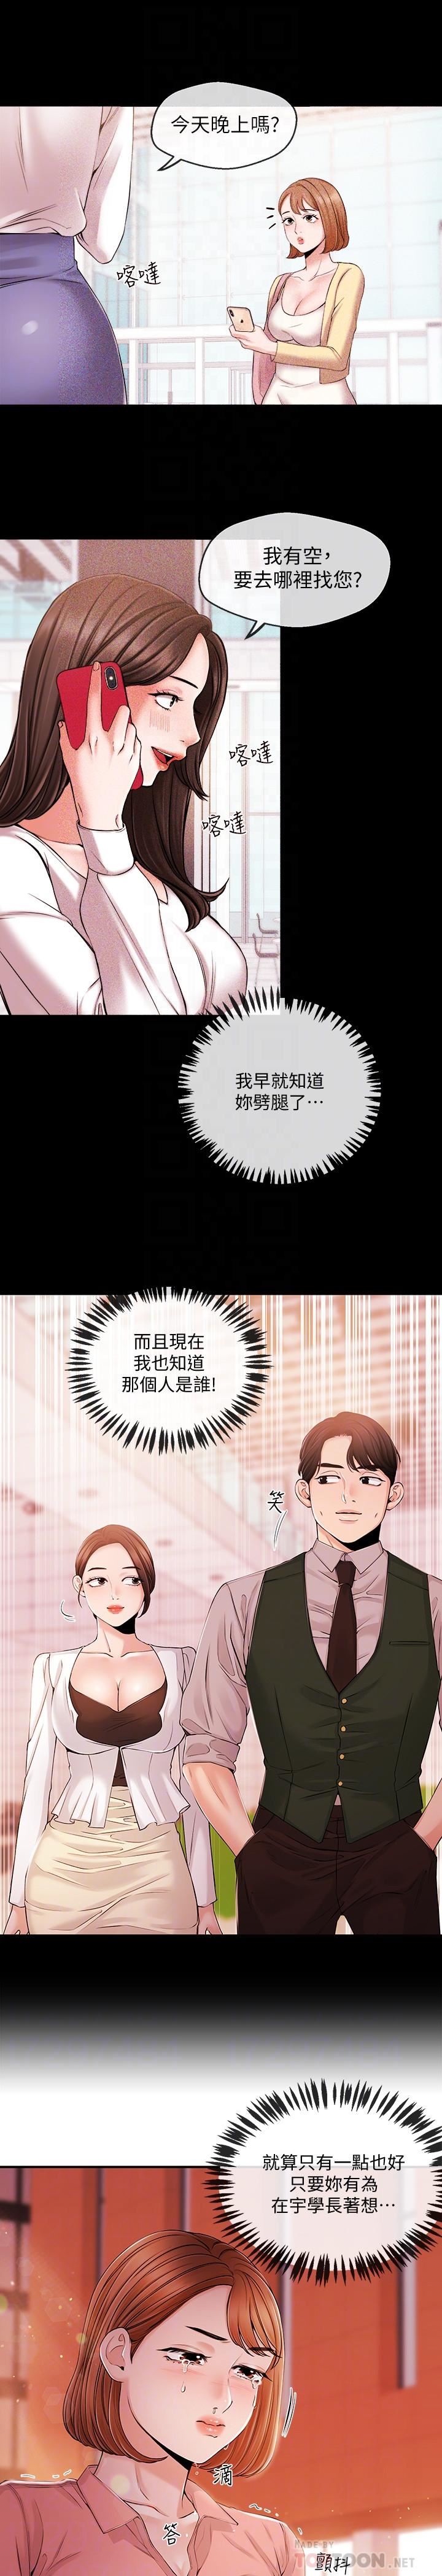 今天晚上嗎?
喀噠
我有空，
要去哪裡找您?
喀噠
喀噠
我早就知道
妳劈腿了…
而且現在
我也知道
那個人是誰!
笑
就算只有一點也好
只要妳有為
在宇學長著想…
滴
答
顫抖
MADE BY
TOPTOON.NET